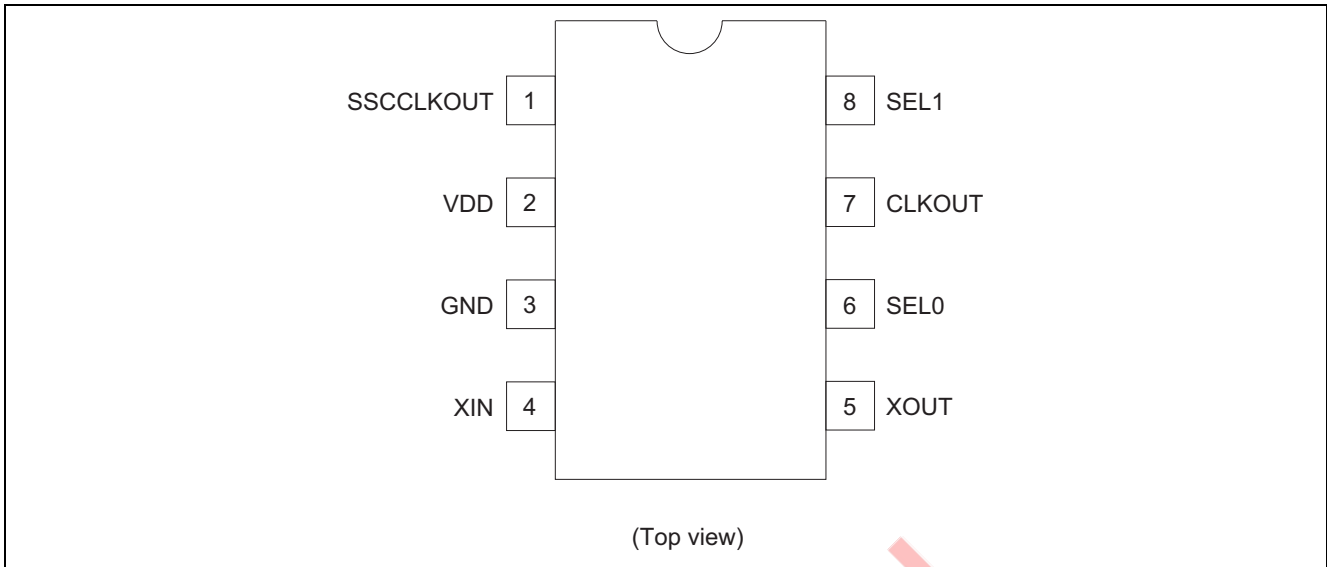 SSCCLKOUT 1 8 SEL1
VDD 2 7 CLKOUT
GND 3 6 SEL0
XIN 4 5 XOUT
(Top view)